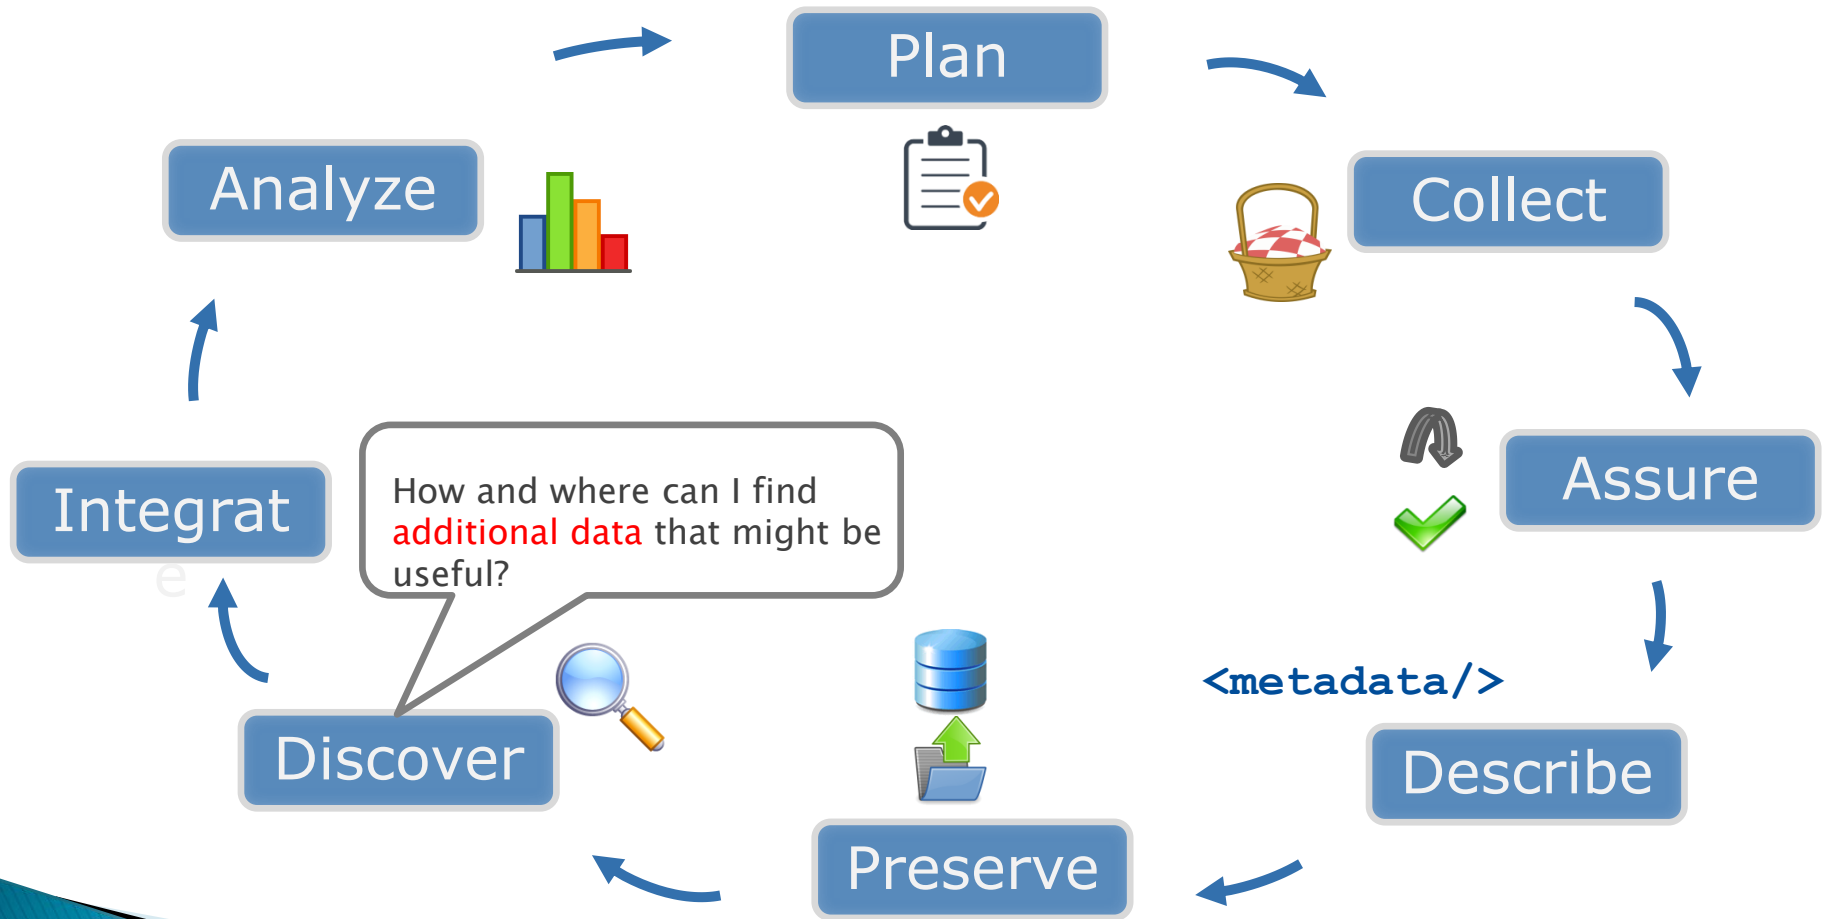 Plan
Analyze
Collect
Integrat
e
How and where can I find
additional data that might be
useful?
Assure
<metadata/>
Discover
Describe
Preserve